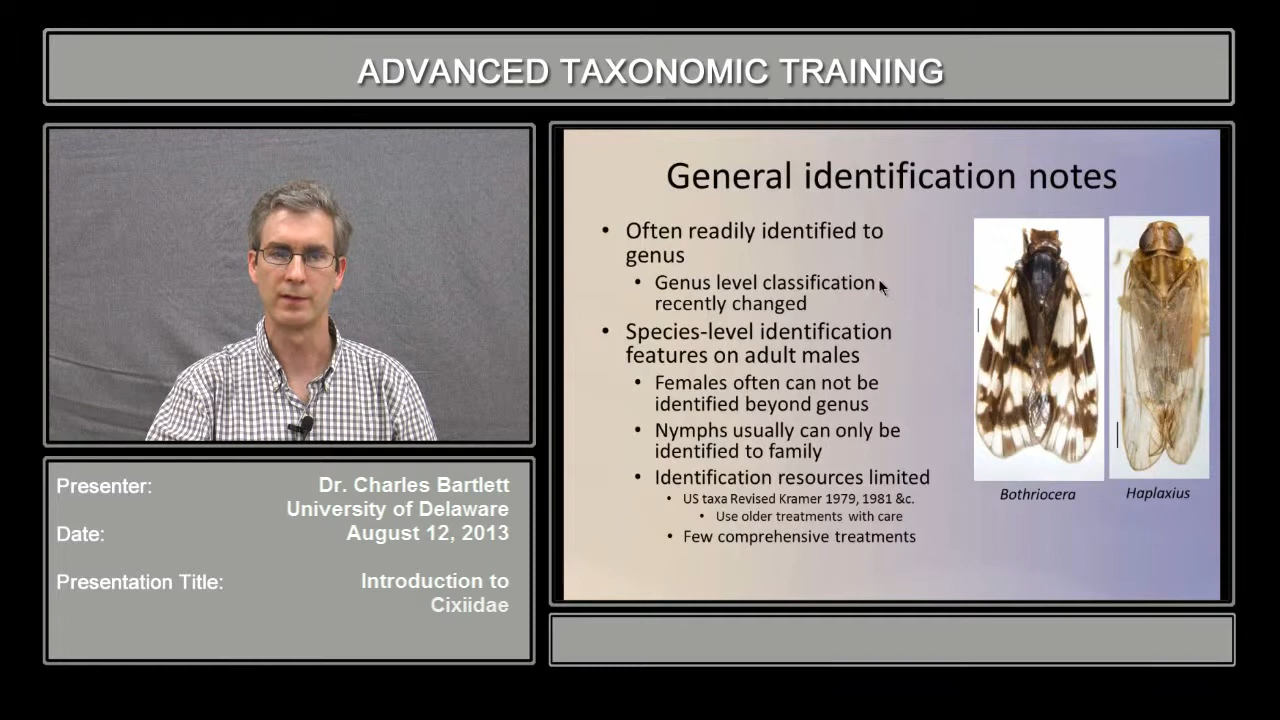 ADVANCED TAXONOMIC TRAINING
Presenter: Dr. Charles Bartlett
University of Delaware
Date: August 12, 2013
Presentation Title: Introduction to
Cixiidae
General identification notes
• Often readily identified to
genus
• Genus level classification
recently changed
• Species-level identification
features on adult males
• Females often can not be
identified beyond genus
• Nymphs usually can only be
identified to family
• Identification resources limited
• US taxa Revised Kramer 1979, 1981 &c.
• Use older treatments with care
• Few comprehensive treatments
Bothriocera
Haplaxius